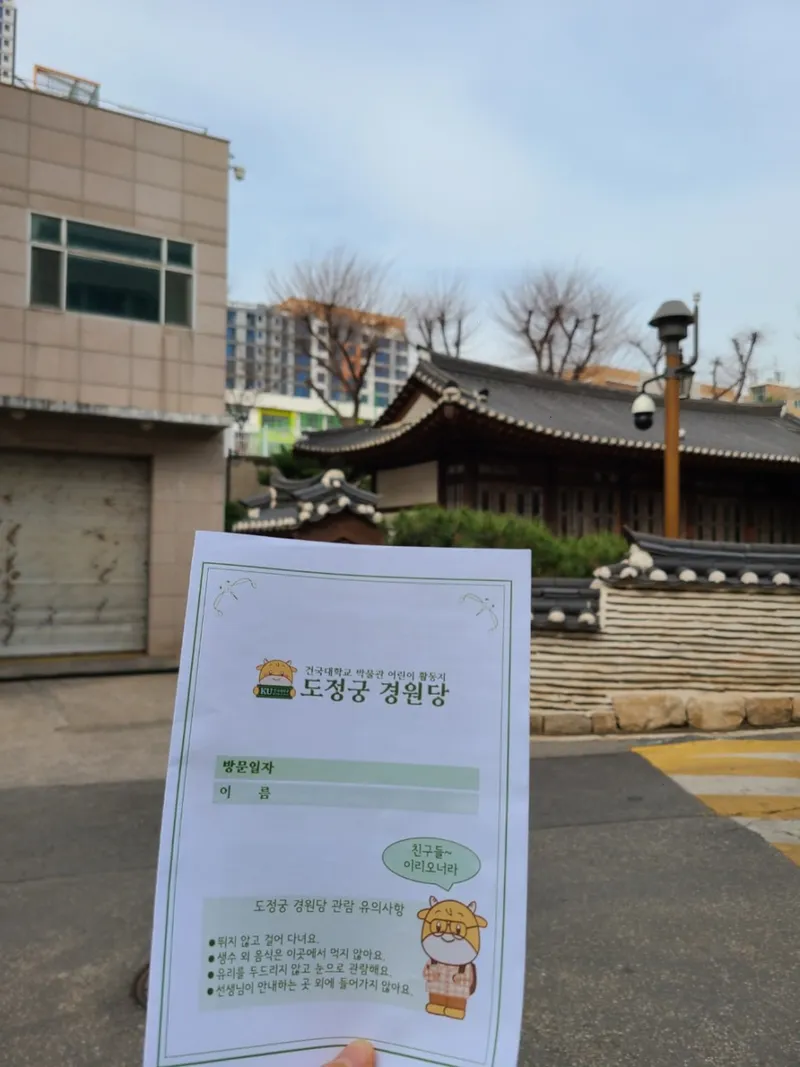 건국대학교 박물관 어린이 활동지
KU
도정궁 경원당
방문일자
이 름
친구들~
이리오너라
도정궁 경원당 관람 유의사항
●뛰지 않고 걸어 다녀요.
●생수 외 음식은 이곳에서 먹지 않아요.
●유리를 두드리지 않고 눈으로 관람해요.
●선생님이 안내하는 곳 외에 들어가지 않아요.